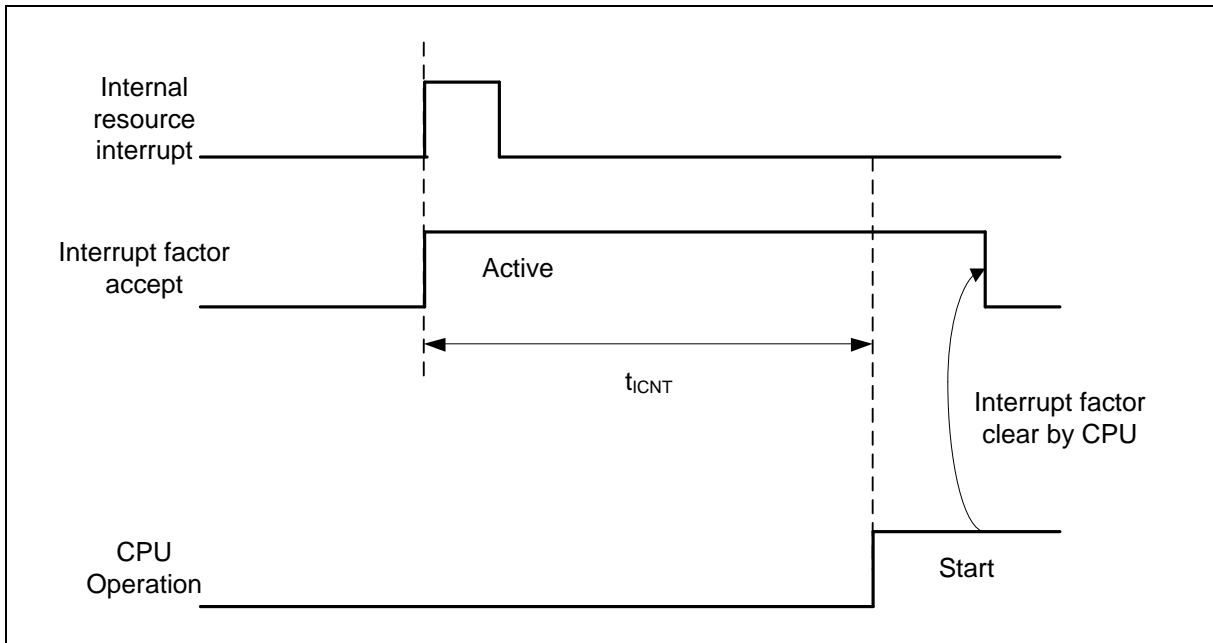 Internal
resource
interrupt
Interrupt factor
accept
Active
tICNT
Interrupt factor
clear by CPU
CPU
Operation
Start